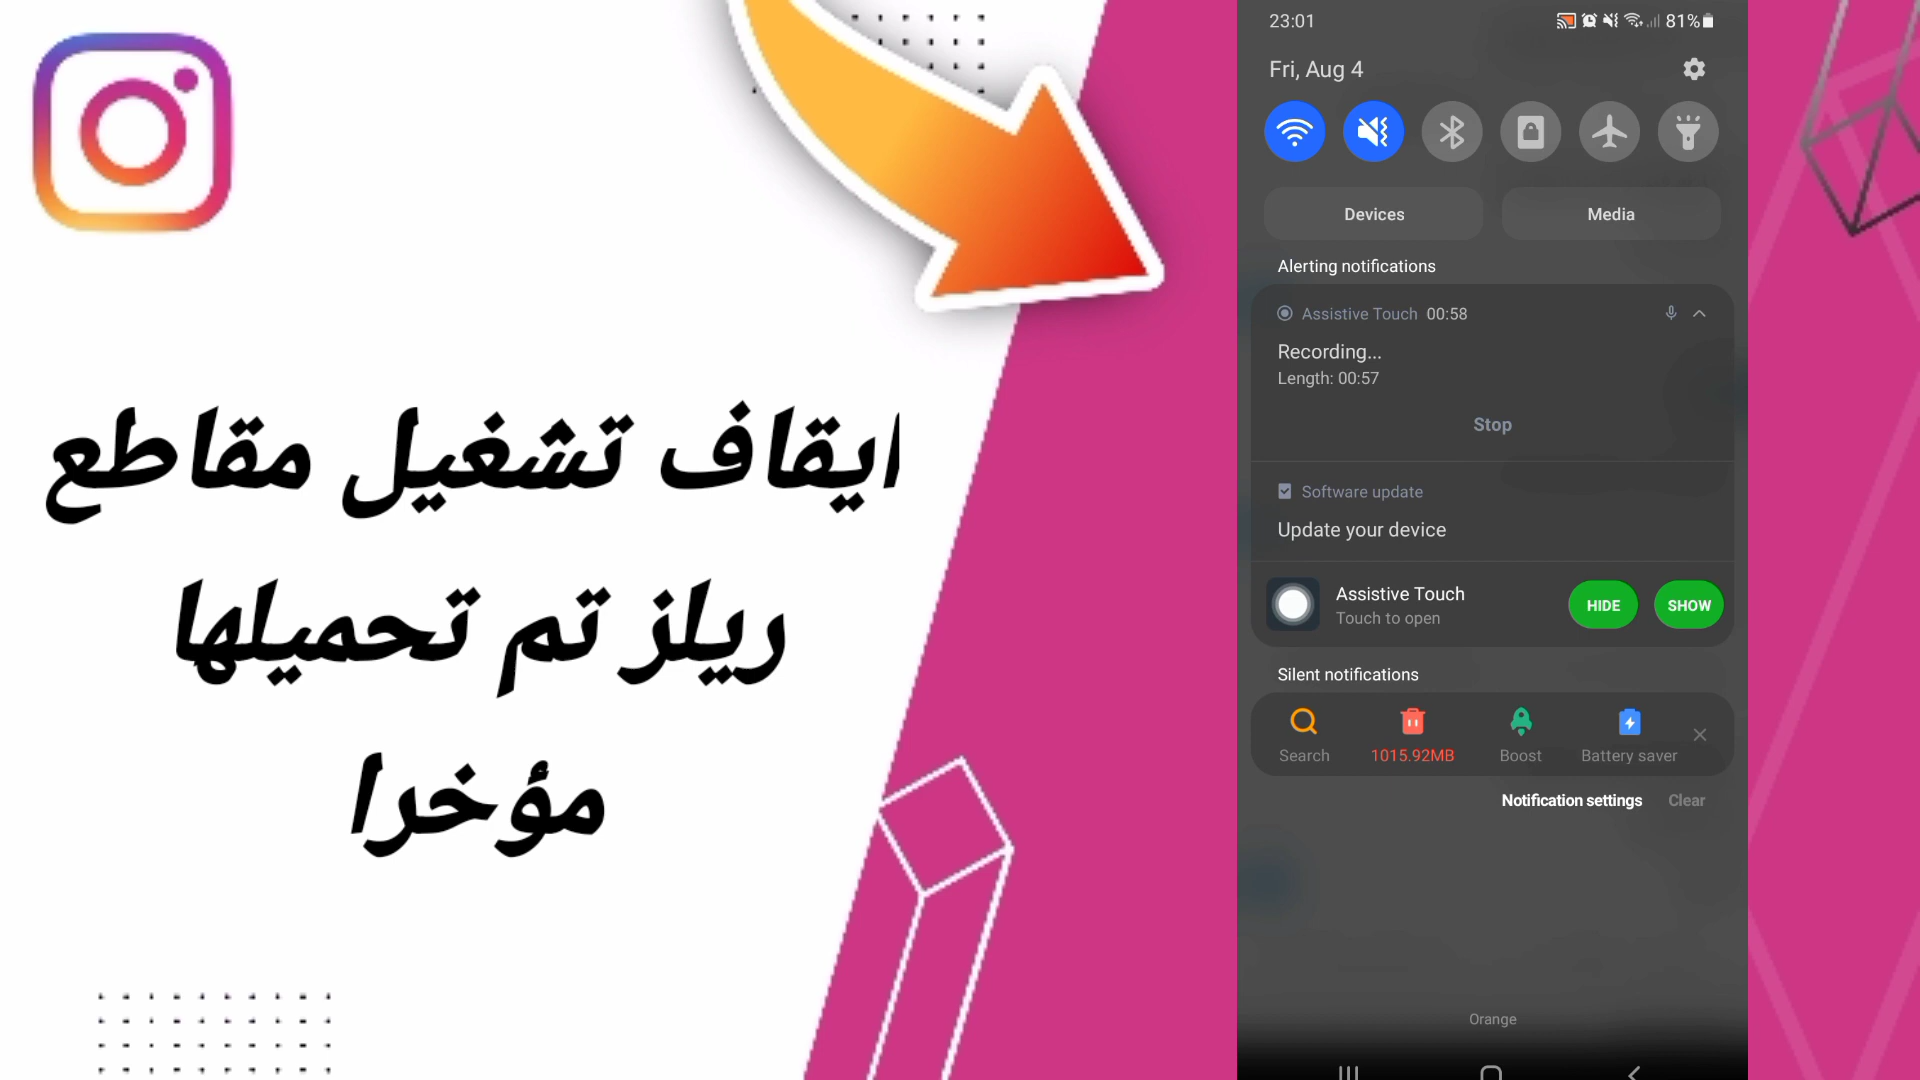 ايقاف تشغيل مقاطع
ريلز تم تحميلها
مؤخرا
23:01
81%
Fri, Aug 4
Devices
Media
Alerting notifications
Assistive Touch 00:58
Recording...
Length: 00:57
Stop
Software update
Update your device
Assistive Touch
Touch to open
HIDE
SHOW
Silent notifications
Search
1015.92MB
Boost
Battery saver
Notification settings
Clear
Orange